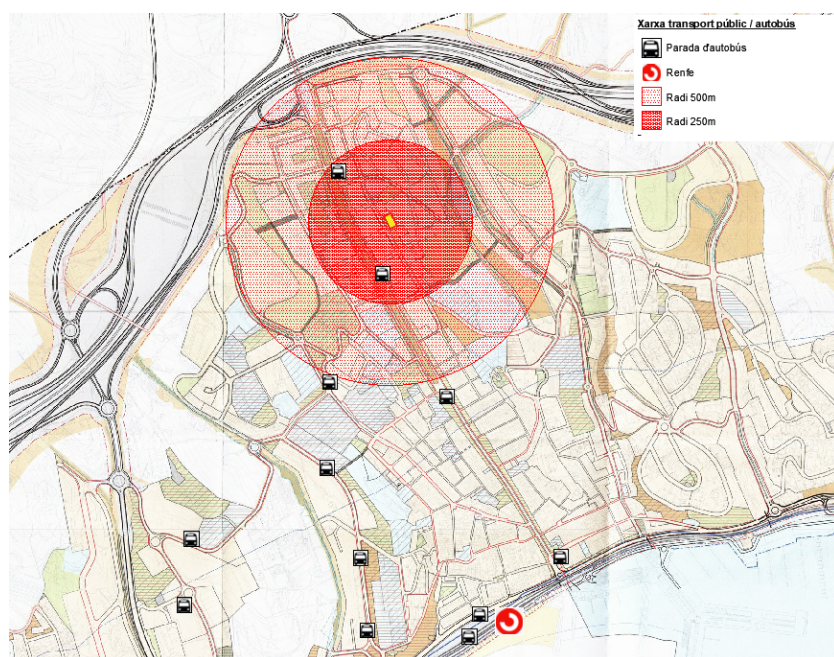 Xarxa transport públic / autobús
Parada d'autobús
Renfe
Radi 500m
Radi 250m